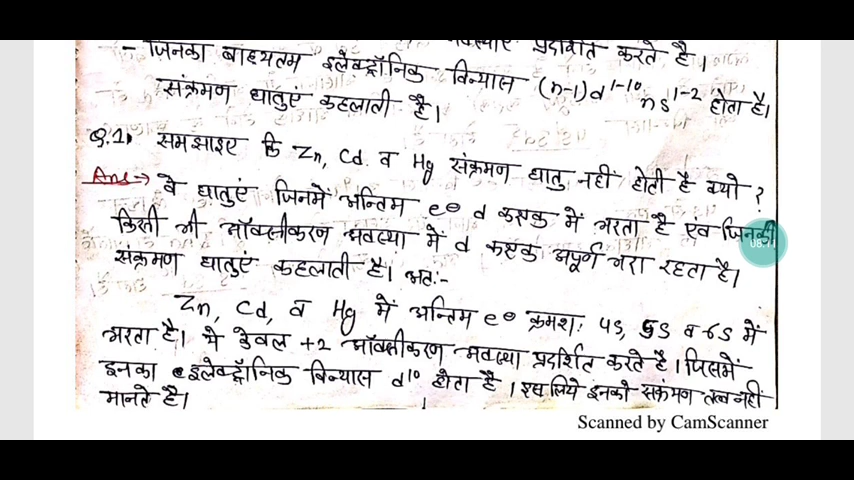 प्रदर्शित करते है।
- जिनका बाह्यतम इलेक्ट्रॉनिक विन्यास (n-1)d¹⁻¹⁰ ns¹⁻² होता है।
संक्रमण धातुएं कहलाती है।
Q.1) समझाइए कि Zn, Cd व Hg संक्रमण धातु नहीं होती है क्यो ?
Ans→ वे धातुएं जिनमें अन्तिम e⊖ d कक्षक में भरता है एंव जिनकी
किसी भी ऑक्सीकरण अवस्था में d कक्षक अपूर्ण भरा रहता है।
संक्रमण धातुएं कहलाती है। अतः-
Zn, Cd, व Hg में अन्तिम e⊖ क्रमश: 4s, 5s व 6s में
भरता है। ये केवल +2 ऑक्सीकरण अवस्था प्रदर्शित करते है। जिसमें
इनका इलेक्ट्रॉनिक विन्यास d¹⁰ होता है। इस लिये इनको संक्रमण तत्व नहीं
मानते है।
Scanned by CamScanner